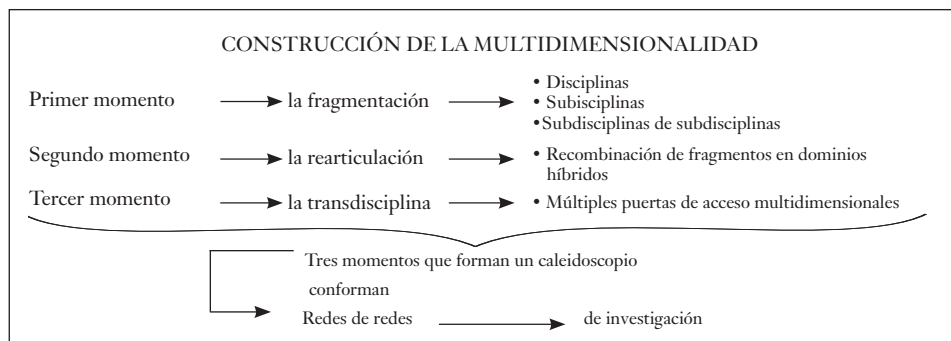 CONSTRUCCIÓN DE LA MULTIDIMENSIONALIDAD
Primer momento la fragmentación • Disciplinas
• Subisciplinas
•Subdisciplinas de subdisciplinas
Segundo momento la rearticulación • Recombinación de fragmentos en dominios
híbridos
Tercer momento la transdisciplina • Múltiples puertas de acceso multidimensionales
Tres momentos que forman un caleidoscopio
conforman
Redes de redes de investigación